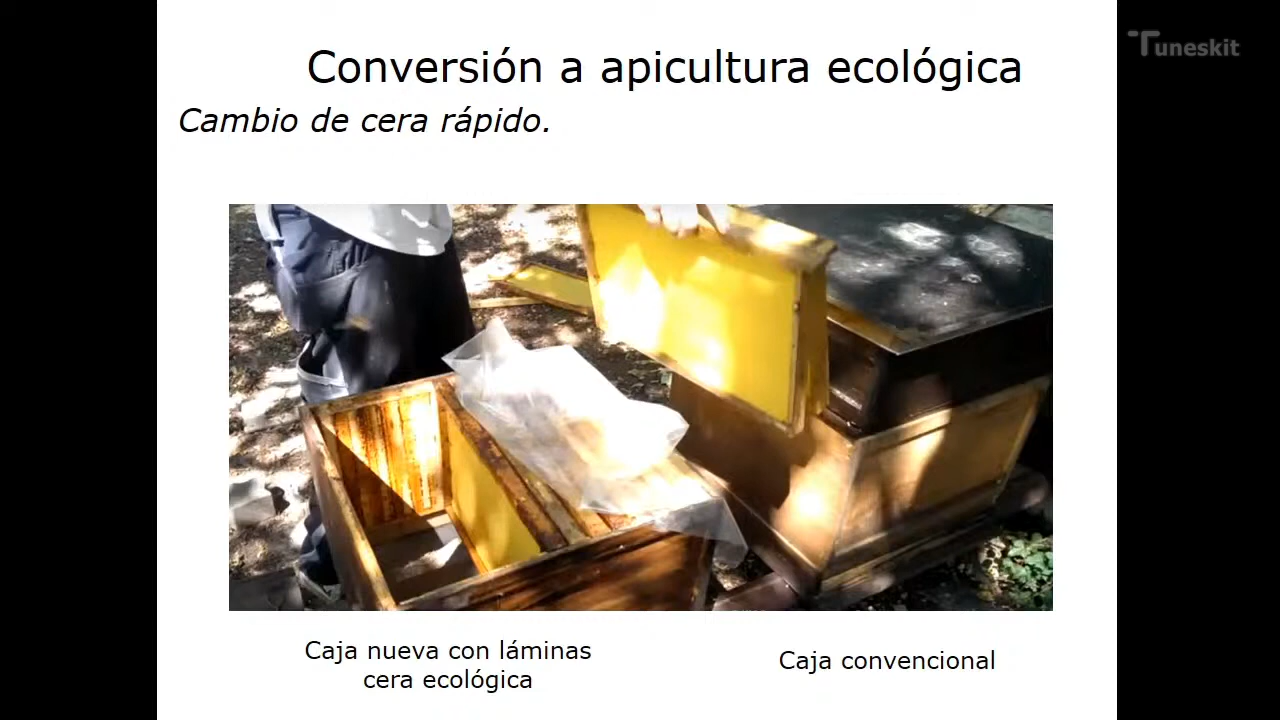 Conversión a apicultura ecológica
Tuneskit
Cambio de cera rápido.
Caja nueva con láminas
cera ecológica
Caja convencional